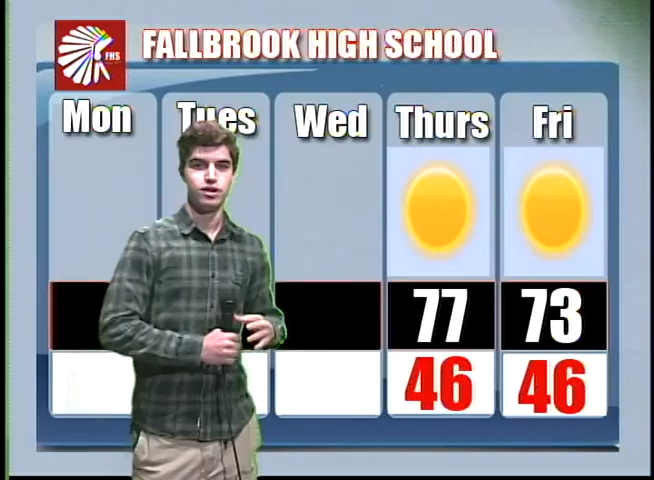 FHS
FALLBROOK HIGH SCHOOL
Mon Tues Wed Thurs Fri
77 73
46 46